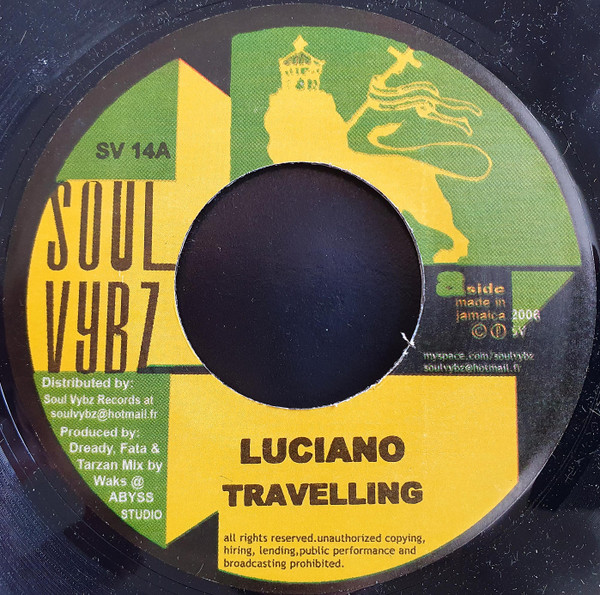 SV 14A
SOUL
VYBZ
a side
made in
jamaica 2006
© ℗ SV
myspace.com/soulvybz
soulvybz@hotmail.fr
Distributed by:
Soul Vybz Records at
soulvybz@hotmail.fr
Produced by:
Dready, Fata &
Tarzan Mix by
Waks @
ABYSS
STUDIO
LUCIANO
TRAVELLING
all rights reserved.unauthorized copying,
hiring, lending,public performance and
broadcasting prohibited.